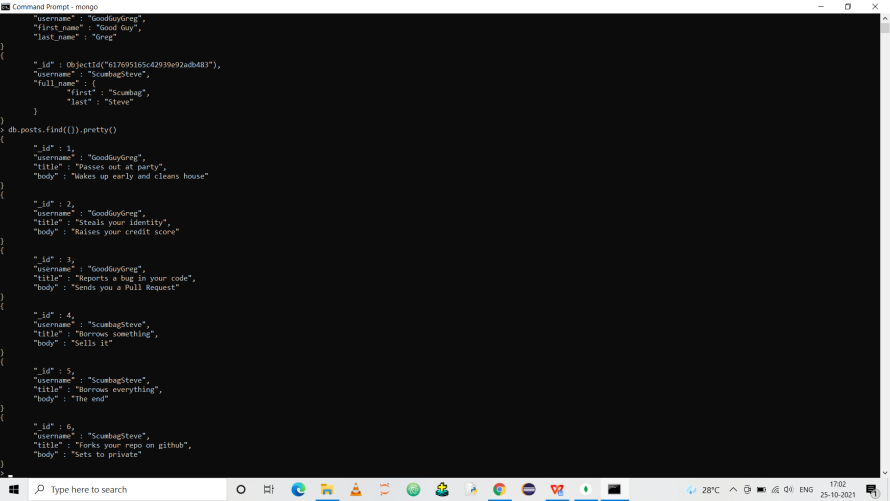 Command Prompt - mongo
"username" : "GoodGuyGreg",
"first_name" : "Good Guy",
"last_name" : "Greg"
}
{
"_id" : ObjectId("617695165c42939e92adb483"),
"username" : "ScumbagSteve",
"full_name" : {
"first" : "Scumbag",
"last" : "Steve"
}
}
> db.posts.find({}).pretty()
{
"_id" : 1,
"username" : "GoodGuyGreg",
"title" : "Passes out at party",
"body" : "Wakes up early and cleans house"
}
{
"_id" : 2,
"username" : "GoodGuyGreg",
"title" : "Steals your identity",
"body" : "Raises your credit score"
}
{
"_id" : 3,
"username" : "GoodGuyGreg",
"title" : "Reports a bug in your code",
"body" : "Sends you a Pull Request"
}
{
"_id" : 4,
"username" : "ScumbagSteve",
"title" : "Borrows something",
"body" : "Sells it"
}
{
"_id" : 5,
"username" : "ScumbagSteve",
"title" : "Borrows everything",
"body" : "The end"
}
{
"_id" : 6,
"username" : "ScumbagSteve",
"title" : "Forks your repo on github",
"body" : "Sets to private"
}
>
Type here to search
28°C
ENG
17:02
25-10-2021
1